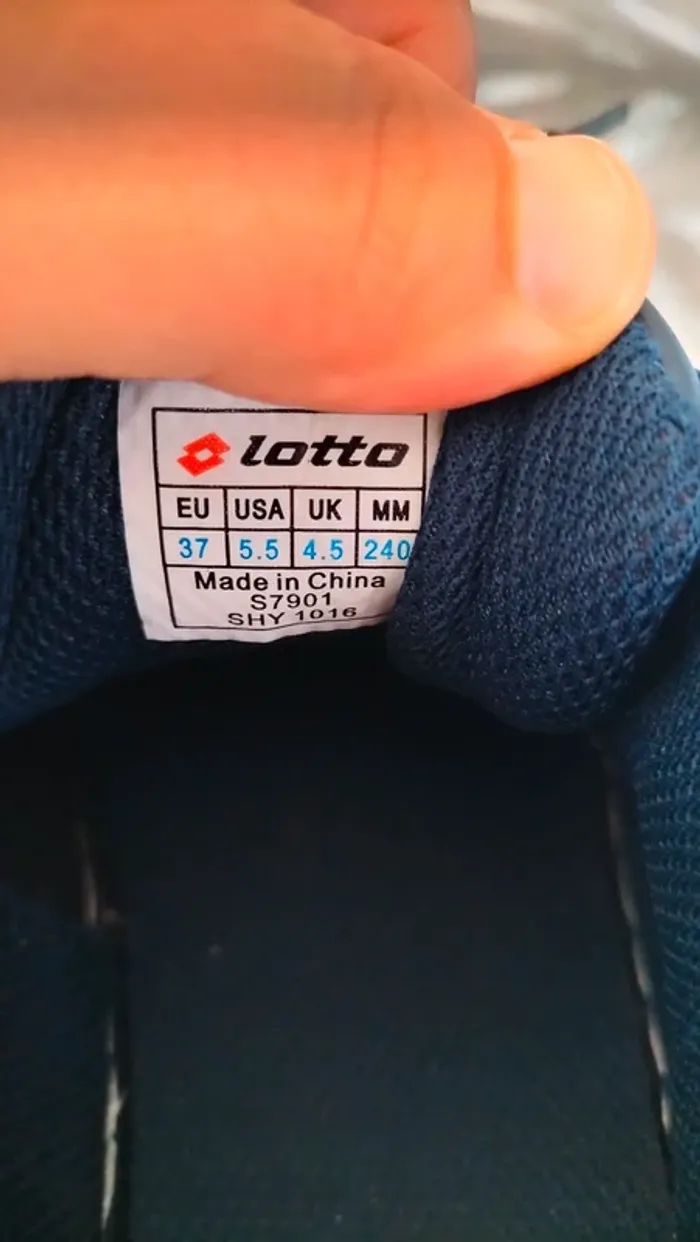 lotto
EU USA UK MM
37 5.5 4.5 240
Made in China
S7901
SHY 1016